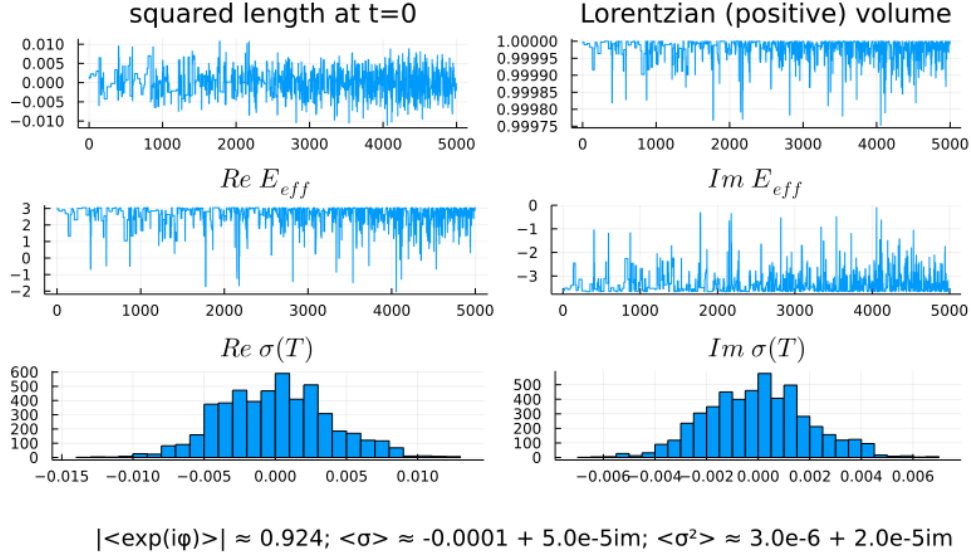 squared length at t=0
Lorentzian (positive) volume
0.010
0.005
0.000
−0.005
−0.010
0 1000 2000 3000 4000 5000
1.00000
0.99995
0.99990
0.99985
0.99980
0.99975
0 1000 2000 3000 4000 5000
Re E_eff
Im E_eff
3
2
1
0
−1
−2
0 1000 2000 3000 4000 5000
0
−1
−2
−3
0 1000 2000 3000 4000 5000
Re σ(T)
Im σ(T)
600
500
400
300
200
100
0
−0.015 −0.010 −0.005 0.000 0.005 0.010
500
400
300
200
100
0
−0.006 −0.004 −0.002 0.000 0.002 0.004 0.006
|<exp(iφ)>| ≈ 0.924; <σ> ≈ -0.0001 + 5.0e-5im; <σ²> ≈ 3.0e-6 + 2.0e-5im